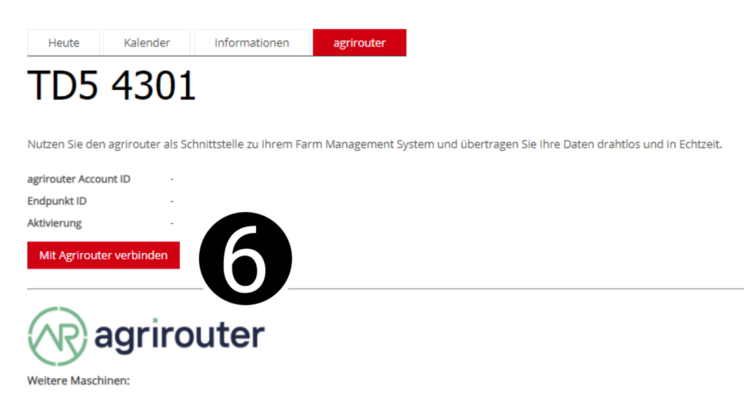 Heute Kalender Informationen agrirouter
TD5 4301
Nutzen Sie den agrirouter als Schnittstelle zu Ihrem Farm Management System und übertragen Sie Ihre Daten drahtlos und in Echtzeit.
agrirouter Account ID -
Endpunkt ID -
Aktivierung -
Mit Agrirouter verbinden
6
AR agrirouter
Weitere Maschinen: